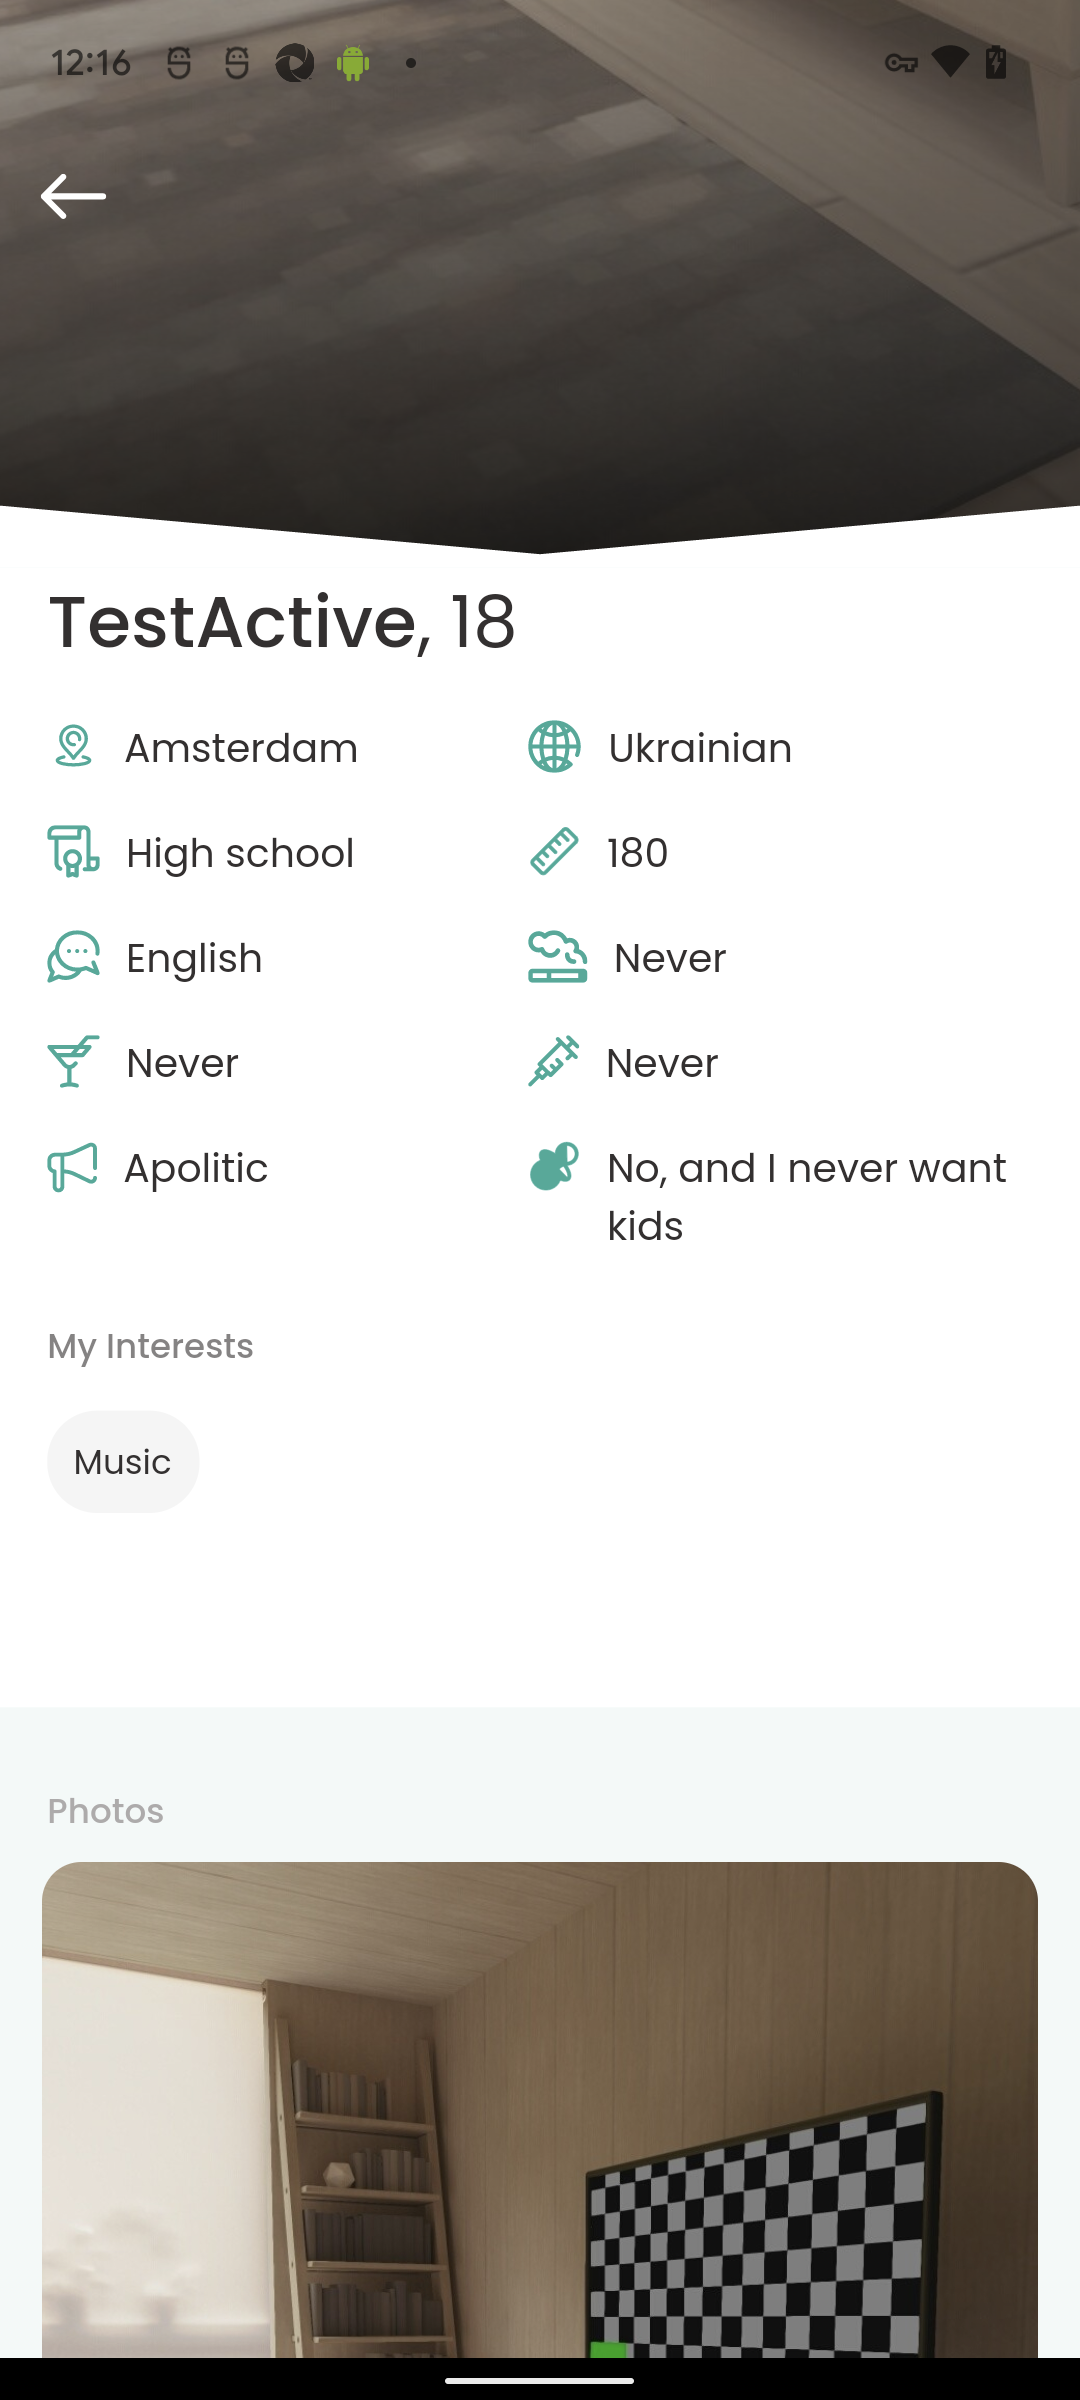 12:16
TestActive, 18
Amsterdam
Ukrainian
High school
180
English
Never
Never
Never
Apolitic
No, and I never want
kids
My Interests
Music
Photos